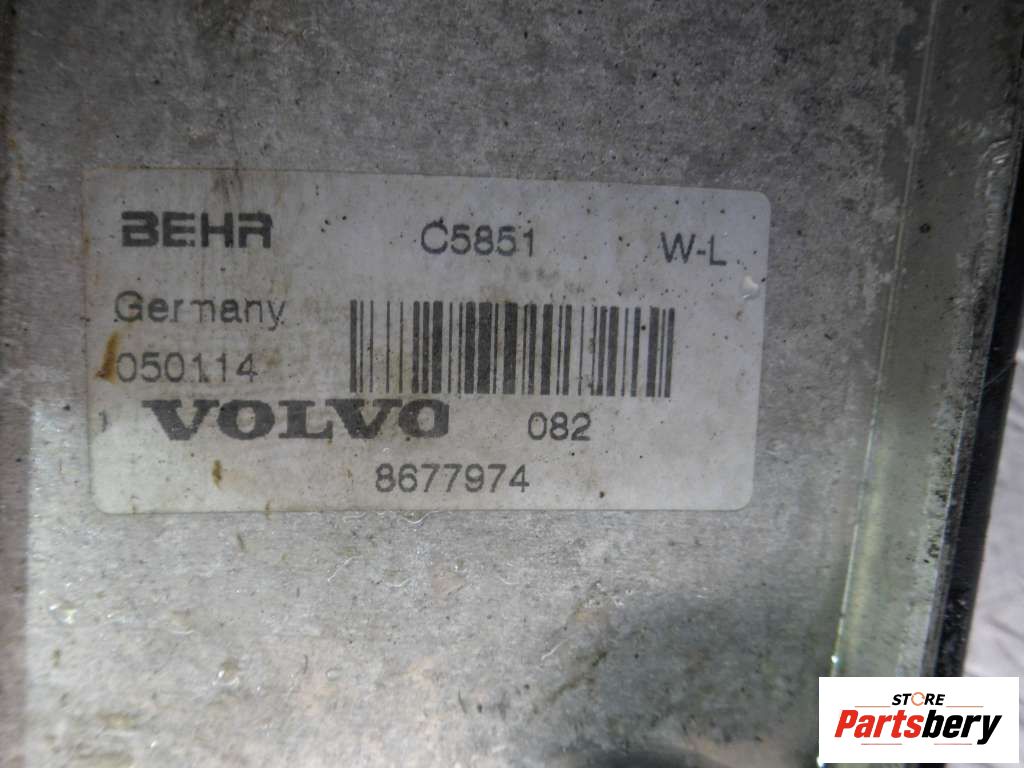 BEHR C5851 W-L
Germany
050114
VOLVO 082
8677974
STORE
Partsbery